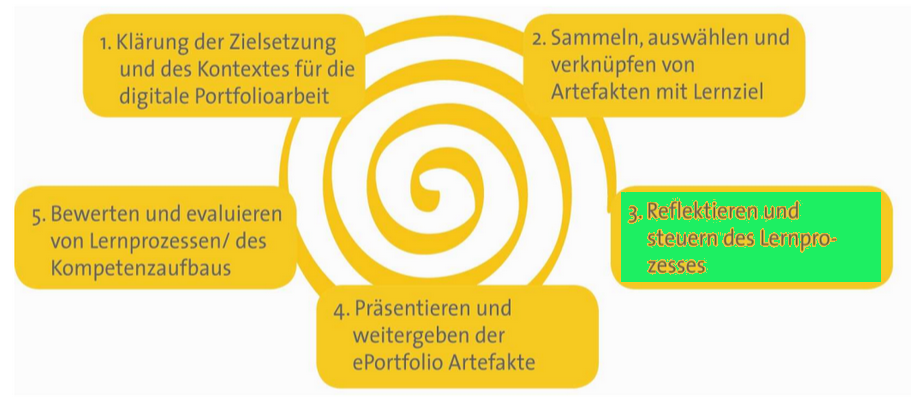 1. Klärung der Zielsetzung
und des Kontextes für die
digitale Portfolioarbeit
2. Sammeln, auswählen und
verknüpfen von
Artefakten mit Lernziel
3. Reflektieren und
steuern des Lernpro-
zesses
4. Präsentieren und
weitergeben der
ePortfolio Artefakte
5. Bewerten und evaluieren
von Lernprozessen/ des
Kompetenzaufbaus